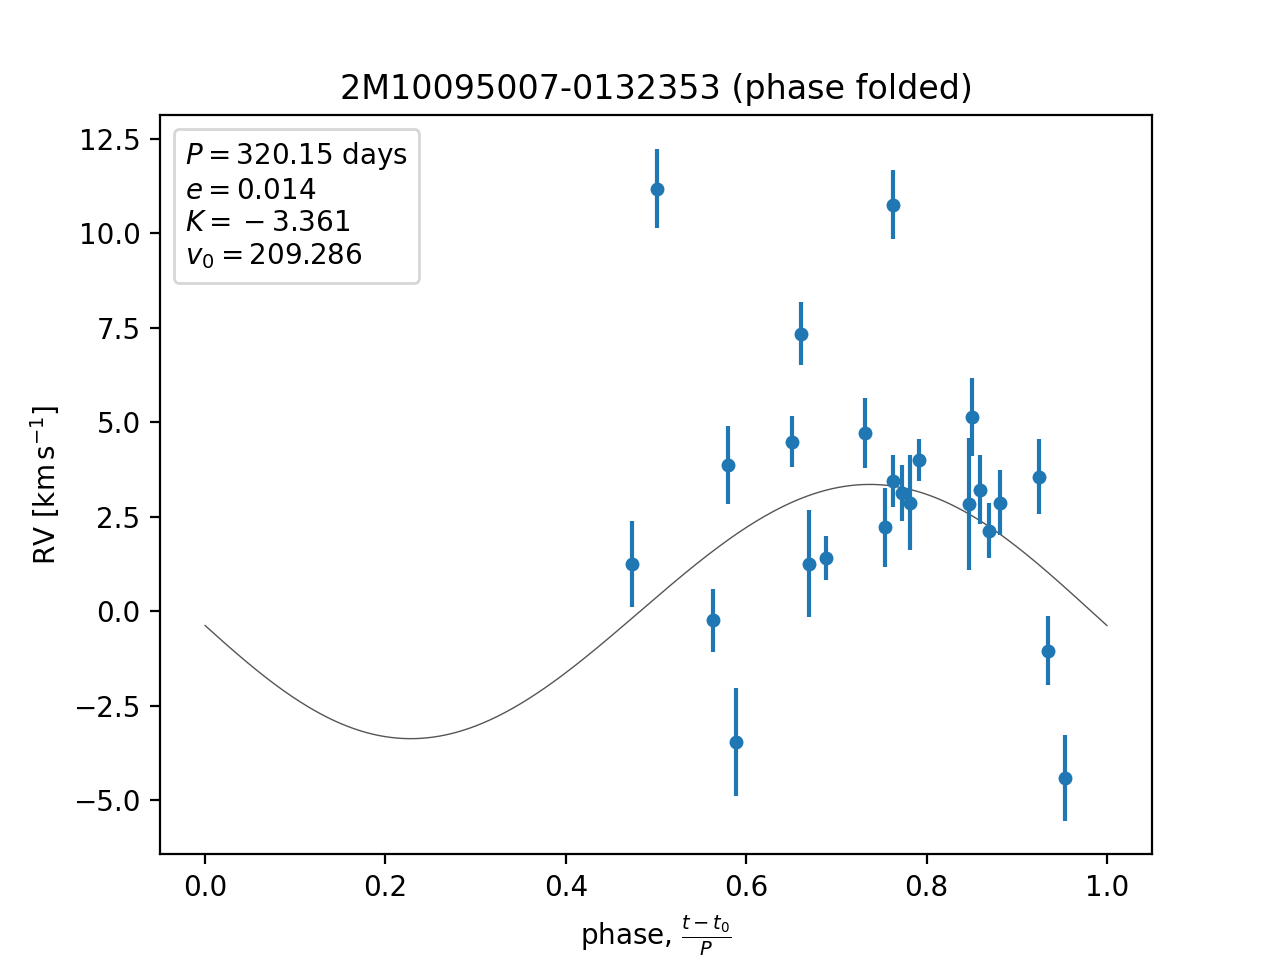 2M10095007-0132353 (phase folded)
P = 320.15 days
e = 0.014
K = −3.361
v₀ = 209.286
12.5
10.0
7.5
5.0
2.5
0.0
−2.5
−5.0
RV [km s⁻¹]
0.0 0.2 0.4 0.6 0.8 1.0
phase, (t − t₀)/P